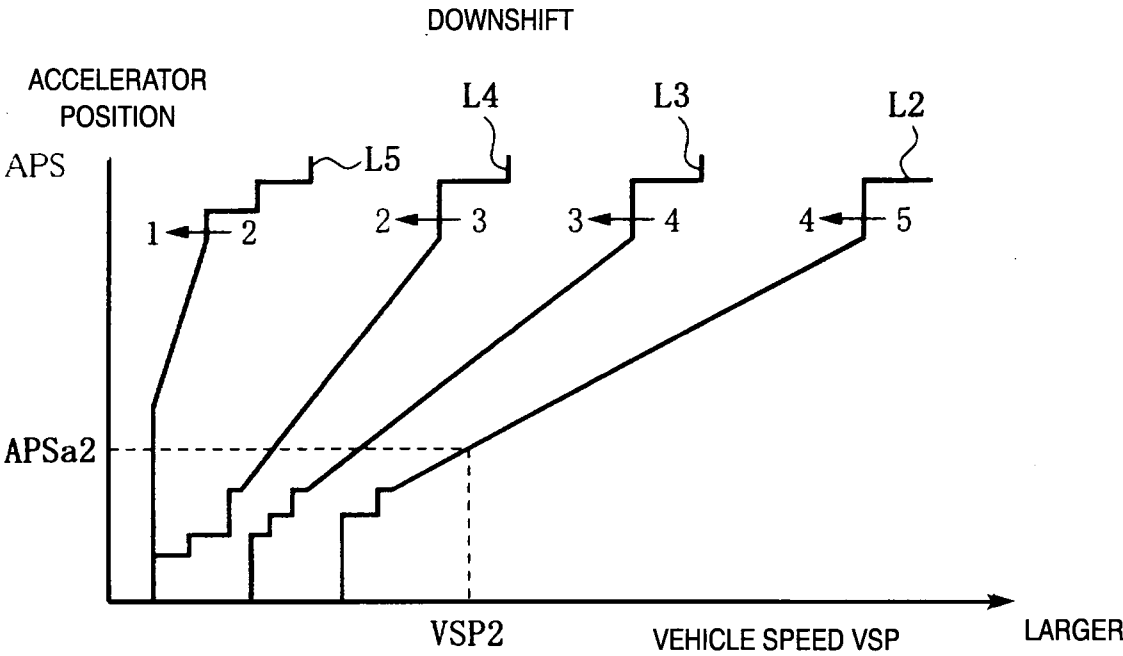 DOWNSHIFT
ACCELERATOR
POSITION
APS
L5
L4
L3
L2
1 2
2 3
3 4
4 5
APSa2
VSP2
VEHICLE SPEED VSP
LARGER